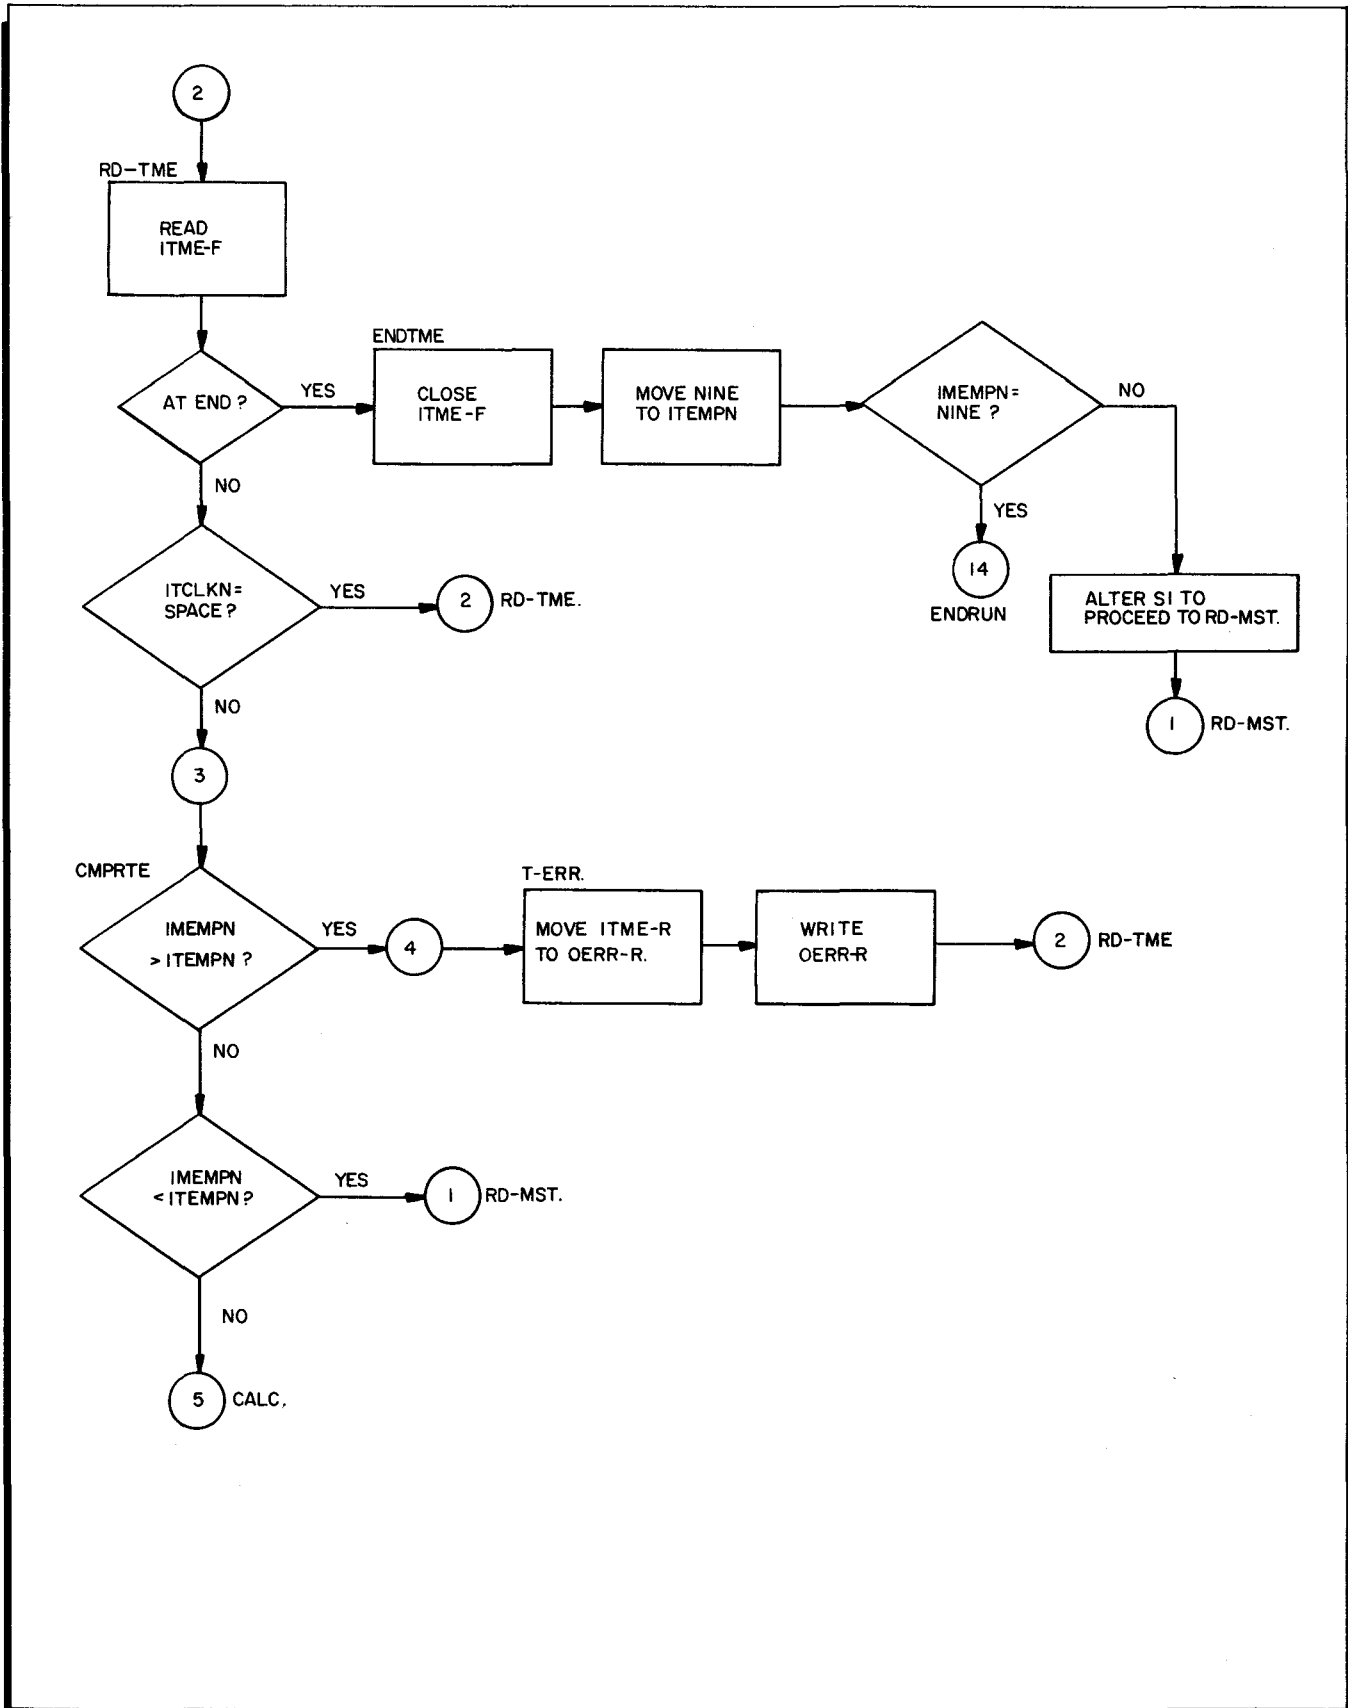 2
RD-TME
READ
ITME-F
AT END?
YES
ENDTME
CLOSE
ITME-F
MOVE NINE
TO ITEMPN
IMEMPN=
NINE?
NO
YES
14
ENDRUN
ALTER S1 TO
PROCEED TO RD-MST.
1 RD-MST.
NO
ITCLKN=
SPACE?
YES
2 RD-TME.
NO
3
CMPRTE
IMEMPN
>ITEMPN?
YES
4
T-ERR.
MOVE ITME-R
TO OERR-R.
WRITE
OERR-R
2 RD-TME
NO
IMEMPN
<ITEMPN?
YES
1 RD-MST.
NO
5 CALC.